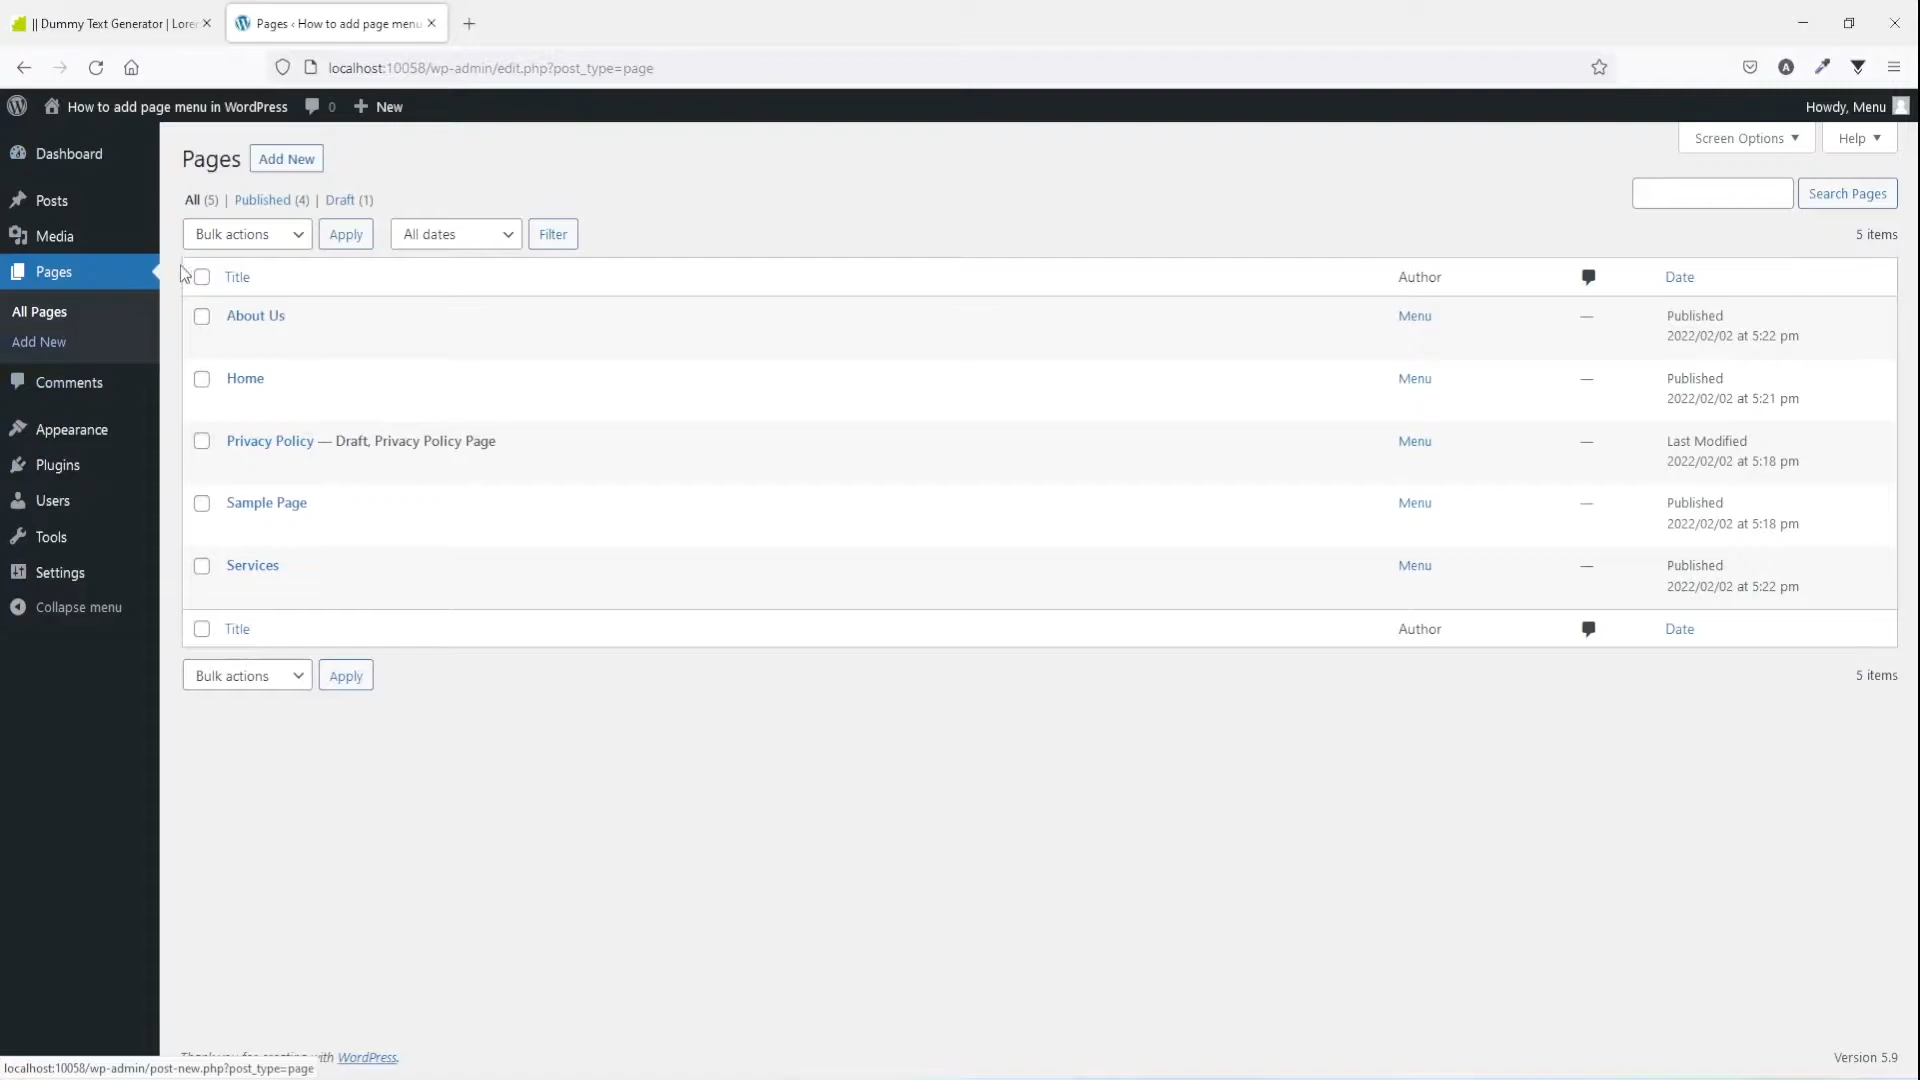 || Dummy Text Generator | Lore
Pages ‹ How to add page menu
localhost:10058/wp-admin/edit.php?post_type=page
A
How to add page menu in WordPress
0
New
Howdy, Menu
Dashboard
Posts
Media
Pages
All Pages
Add New
Comments
Appearance
Plugins
Users
Tools
Settings
Collapse menu
Screen Options
Help
Pages
Add New
All (5) | Published (4) | Draft (1)
Search Pages
Bulk actions
Apply
All dates
Filter
5 items
Title
Author
Date
About Us
Menu
—
Published
2022/02/02 at 5:22 pm
Home
Menu
—
Published
2022/02/02 at 5:21 pm
Privacy Policy — Draft, Privacy Policy Page
Menu
—
Last Modified
2022/02/02 at 5:18 pm
Sample Page
Menu
—
Published
2022/02/02 at 5:18 pm
Services
Menu
—
Published
2022/02/02 at 5:22 pm
Title
Author
Date
Bulk actions
Apply
5 items
Thank you for creating with WordPress.
Version 5.9
localhost:10058/wp-admin/post-new.php?post_type=page